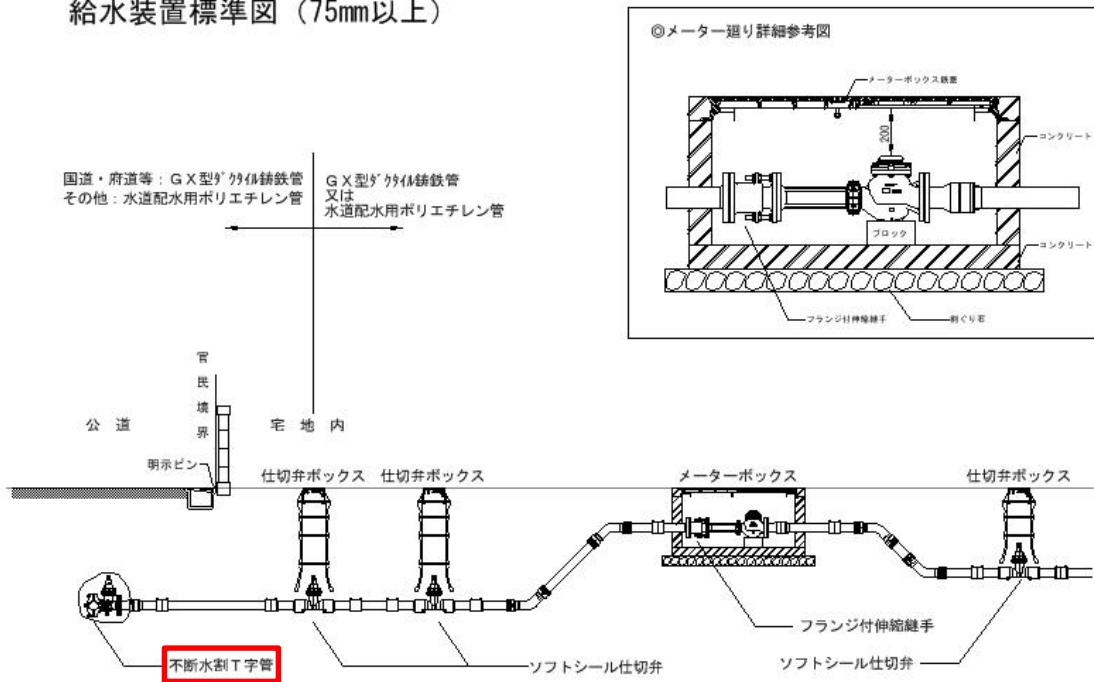 給水装置標準図（75mm以上）
◎メーター廻り詳細参考図
メーターボックス鉄蓋
200
コンクリート
ブロック
コンクリート
フランジ付伸縮継手
割ぐり石
国道・府道等：ＧＸ型ﾀﾞｸﾀｲﾙ鋳鉄管
その他：水道配水用ポリエチレン管
ＧＸ型ﾀﾞｸﾀｲﾙ鋳鉄管
又は
水道配水用ポリエチレン管
官民境界
公道
宅地内
明示ピン
仕切弁ボックス
仕切弁ボックス
メーターボックス
仕切弁ボックス
フランジ付伸縮継手
不断水割Ｔ字管
ソフトシール仕切弁
ソフトシール仕切弁